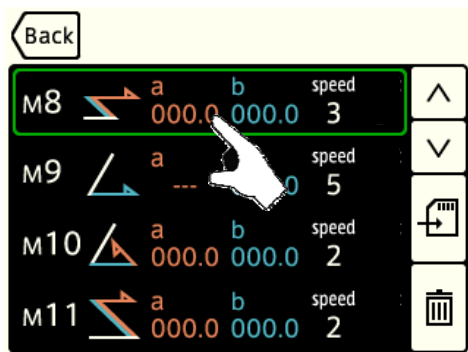 Back
M8 a 000.0 b 000.0 speed 3
M9 a --- 0 speed 5
M10 a 000.0 b 000.0 speed 2
M11 a 000.0 b 000.0 speed 2